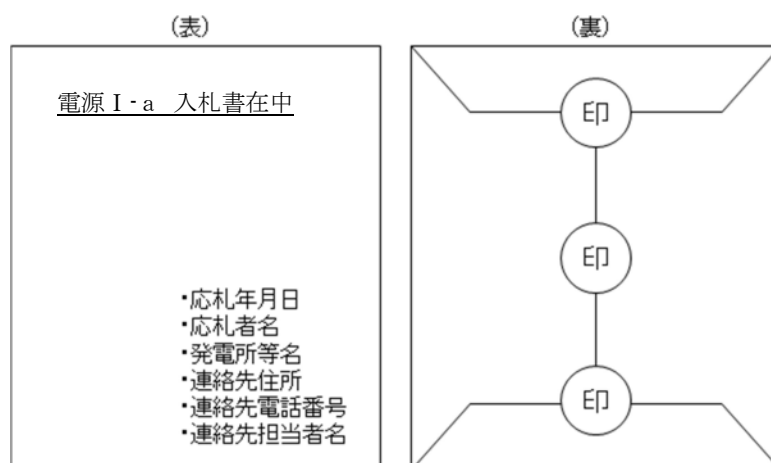 (表)
電源Ⅰ-a 入札書在中
・応札年月日
・応札者名
・発電所等名
・連絡先住所
・連絡先電話番号
・連絡先担当者名
(裏)
印
印
印